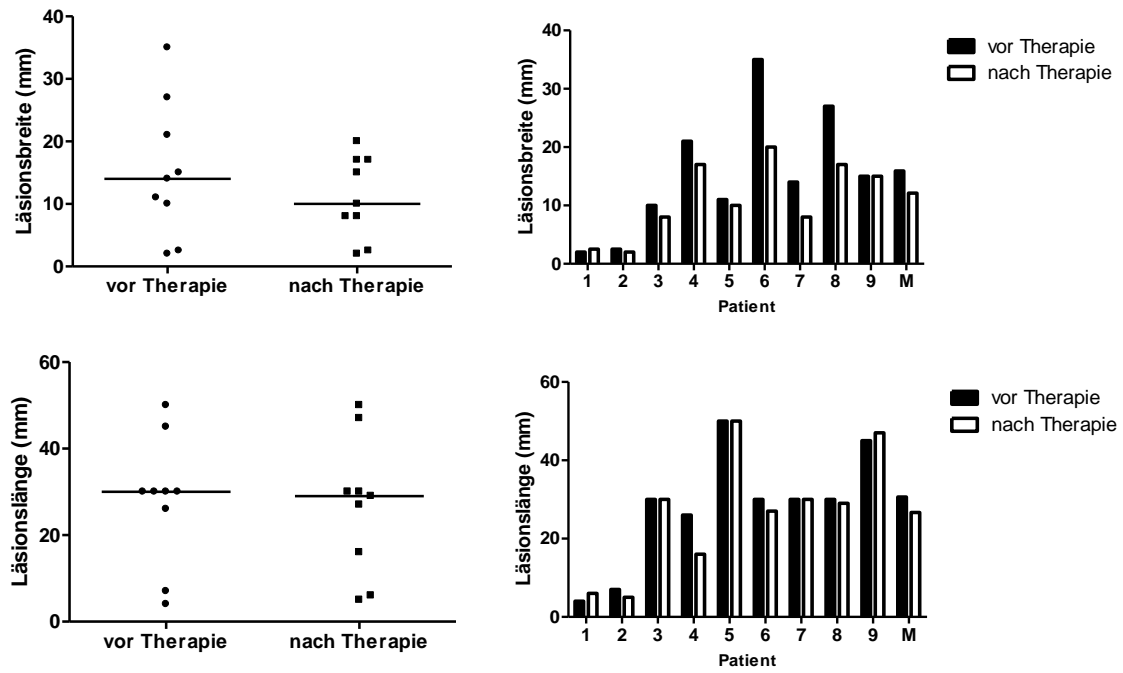 Läsionsbreite (mm)
40
30
20
10
0
vor Therapie nach Therapie
Läsionsbreite (mm)
40
30
20
10
0
1 2 3 4 5 6 7 8 9 M
Patient
vor Therapie
nach Therapie
Läsionslänge (mm)
60
40
20
0
vor Therapie nach Therapie
Läsionslänge (mm)
60
40
20
0
1 2 3 4 5 6 7 8 9 M
Patient
vor Therapie
nach Therapie